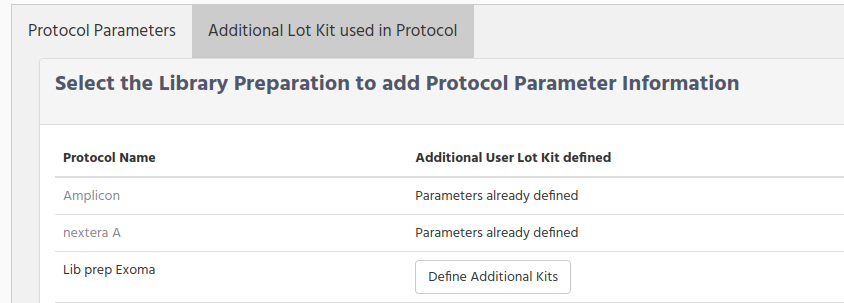 Protocol Parameters Additional Lot Kit used in Protocol
Select the Library Preparation to add Protocol Parameter Information
Protocol Name Additional User Lot Kit defined
Amplicon Parameters already defined
nextera A Parameters already defined
Lib prep Exoma Define Additional Kits